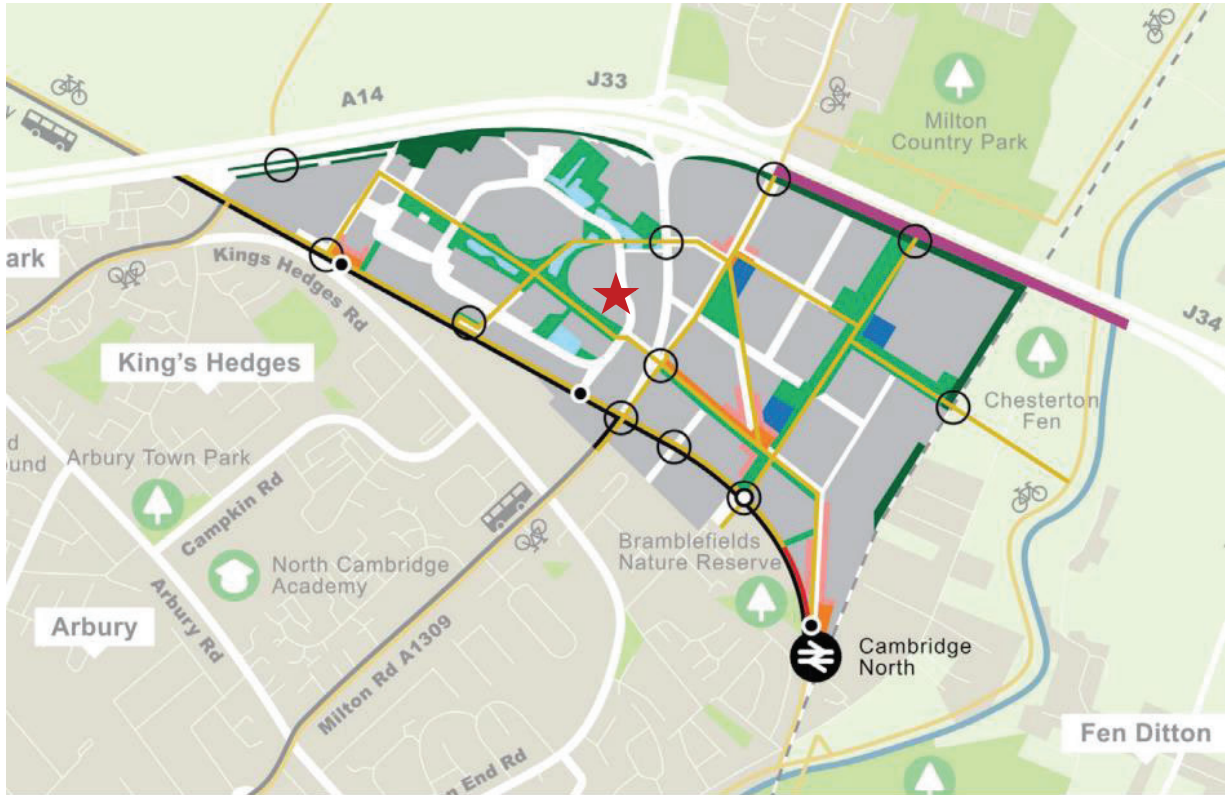 J33
A14
Milton
Country Park
ark
Kings Hedges Rd
J34
King's Hedges
Chesterton
Fen
Arbury Town Park
Campkin Rd
Bramblefields
Nature Reserve
North Cambridge
Academy
Arbury
Arbury Rd
Milton Rd A1309
Cambridge
North
Fen Ditton
End Rd